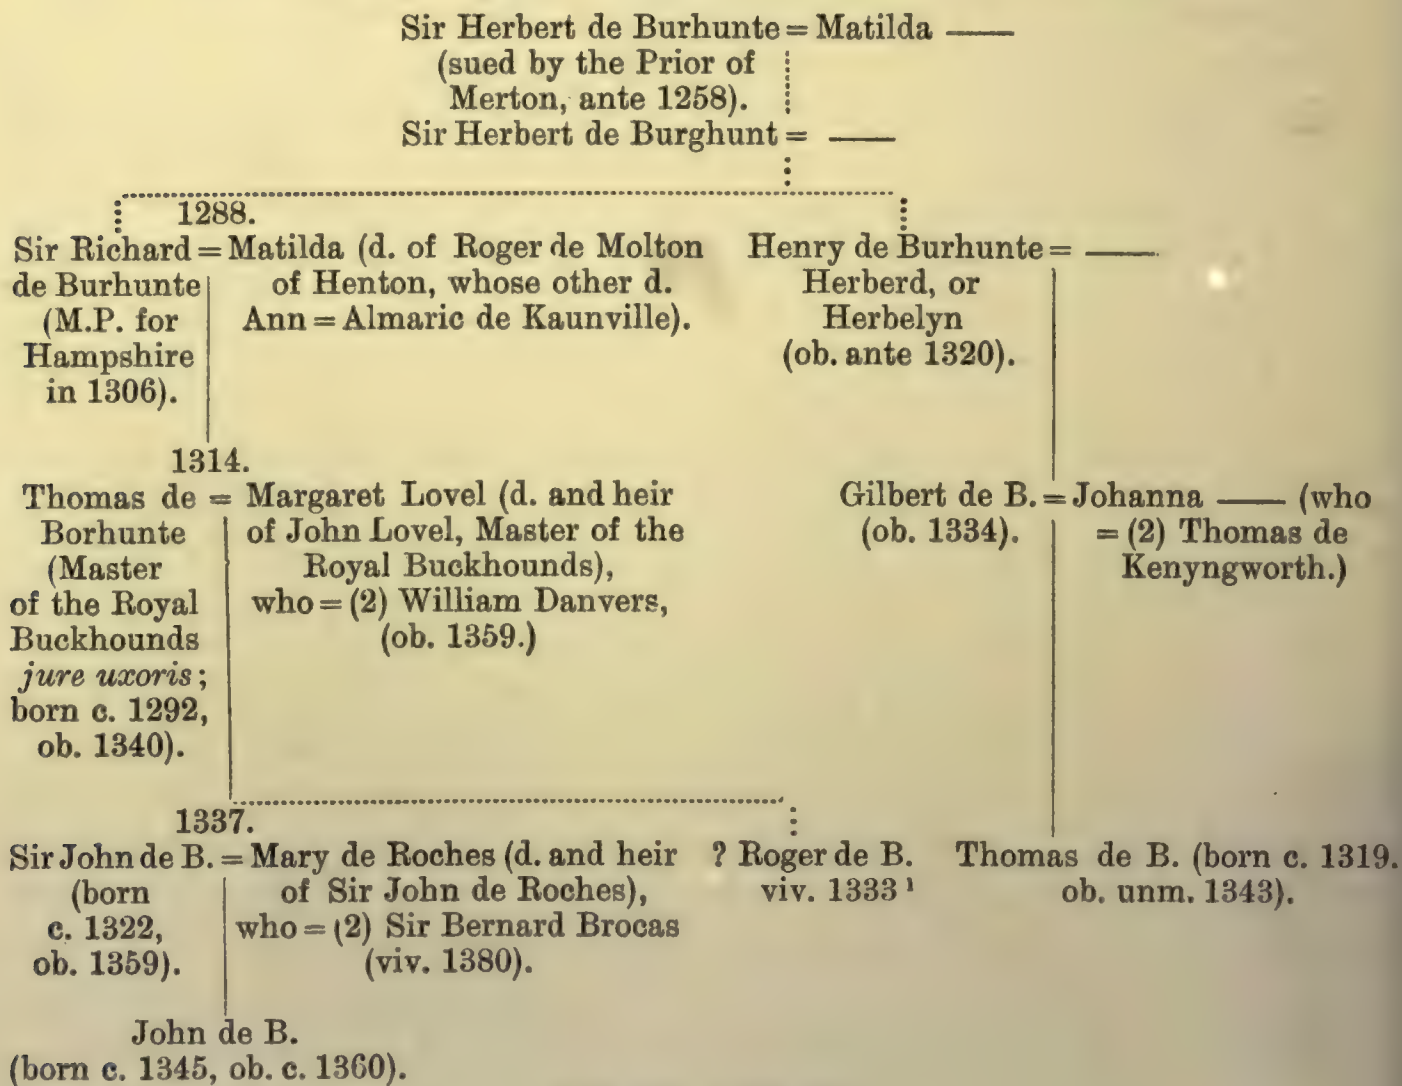 Sir Herbert de Burhunte = Matilda ——
(sued by the Prior of
Merton, ante 1258).
Sir Herbert de Burghunt = ——
1288.
Sir Richard = Matilda (d. of Roger de Molton
de Burhunte
of Henton, whose other d.
(M.P. for
Ann = Almaric de Kaunville).
Hampshire
in 1306).
Henry de Burhunte = ——
Herberd, or
Herbelyn
(ob. ante 1320).
1314.
Thomas de = Margaret Lovel (d. and heir
Borhunte
of John Lovel, Master of the
(Master
Royal Buckhounds),
of the Royal
who = (2) William Danvers,
Buckhounds
(ob. 1359.)
jure uxoris;
born c. 1292,
ob. 1340).
Gilbert de B. = Johanna —— (who
(ob. 1334).
= (2) Thomas de
Kenyngworth.)
1337.
Sir John de B. = Mary de Roches (d. and heir
(born
of Sir John de Roches),
c. 1322,
who = (2) Sir Bernard Brocas
ob. 1359).
(viv. 1380).
? Roger de B.
viv. 1333 ¹
Thomas de B. (born c. 1319.
ob. unm. 1343).
John de B.
(born c. 1345, ob. c. 1360).